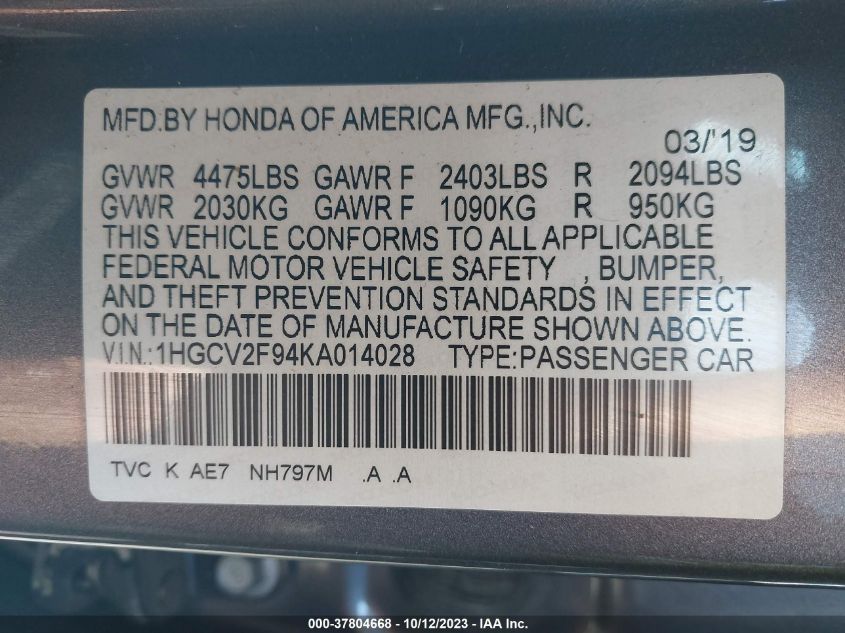 MFD.BY HONDA OF AMERICA MFG.,INC.
03/'19
GVWR 4475LBS GAWR F 2403LBS R 2094LBS
GVWR 2030KG GAWR F 1090KG R 950KG
THIS VEHICLE CONFORMS TO ALL APPLICABLE
FEDERAL MOTOR VEHICLE SAFETY , BUMPER,
AND THEFT PREVENTION STANDARDS IN EFFECT
ON THE DATE OF MANUFACTURE SHOWN ABOVE.
V.I.N.:1HGCV2F94KA014028 TYPE:PASSENGER CAR
TVC K AE7 NH797M .A .A
000-37804668 - 10/12/2023 - IAA Inc.